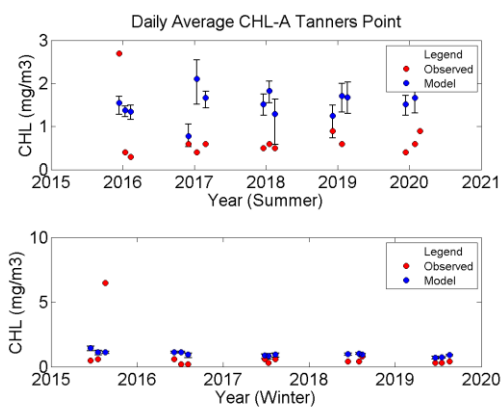 Daily Average CHL-A Tanners Point
3
2
1
0
CHL (mg/m3)
Legend
Observed
Model
2015 2016 2017 2018 2019 2020 2021
Year (Summer)
10
5
0
CHL (mg/m3)
Legend
Observed
Model
2015 2016 2017 2018 2019 2020
Year (Winter)